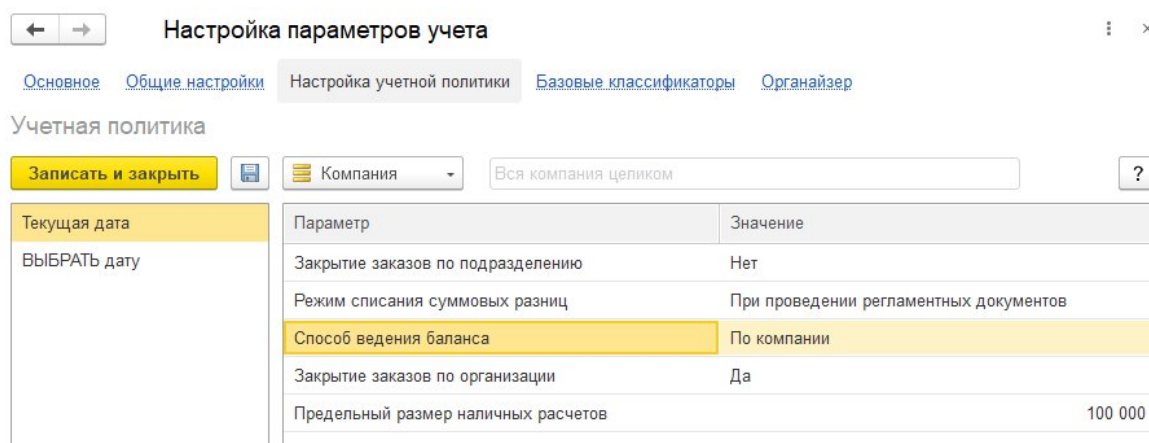 Настройка параметров учета
Основное Общие настройки Настройка учетной политики Базовые классификаторы Органайзер
Учетная политика
Записать и закрыть Компания Вся компания целиком ?
Текущая дата Параметр Значение
ВЫБРАТЬ дату Закрытие заказов по подразделению Нет
Режим списания суммовых разниц При проведении регламентных документов
Способ ведения баланса По компании
Закрытие заказов по организации Да
Предельный размер наличных расчетов 100 000